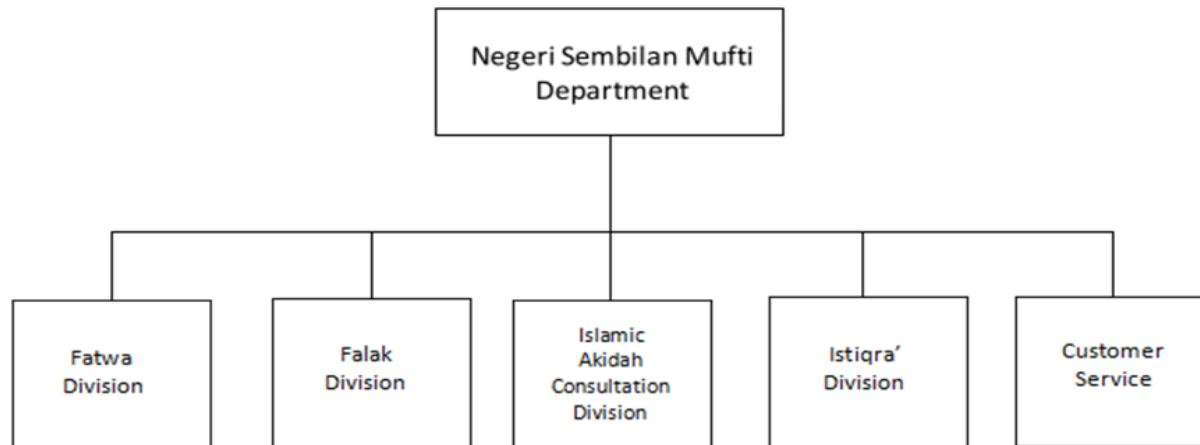 Negeri Sembilan Mufti
Department
Fatwa
Division
Falak
Division
Islamic
Akidah
Consultation
Division
Istiqra’
Division
Customer
Service